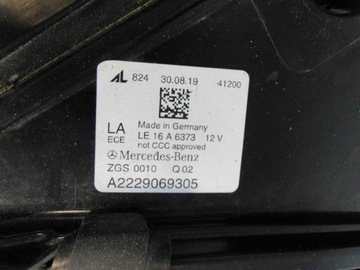 AL 824 30.08.19 41200
LA Made in Germany
ECE LE 16 A 6373 12 V
not CCC approved
Mercedes-Benz
ZGS 0010 Q 02
A2229069305